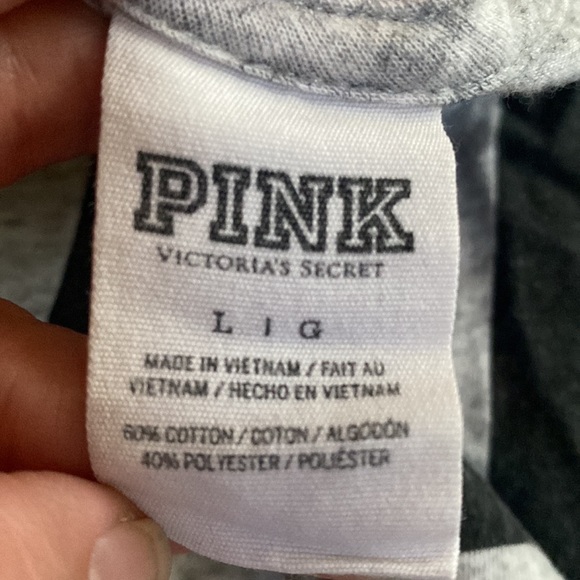 PINK
VICTORIA'S SECRET
L | G
MADE IN VIETNAM / FAIT AU
VIETNAM / HECHO EN VIETNAM
60% COTTON / COTON / ALGODÓN
40% POLYESTER / POLIÉSTER